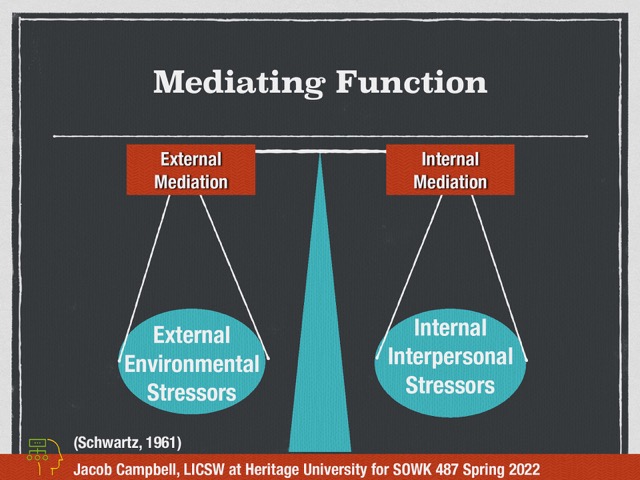 Mediating Function
External
Mediation
Internal
Mediation
External
Environmental
Stressors
Internal
Interpersonal
Stressors
(Schwartz, 1961)
Jacob Campbell, LICSW at Heritage University for SOWK 487 Spring 2022